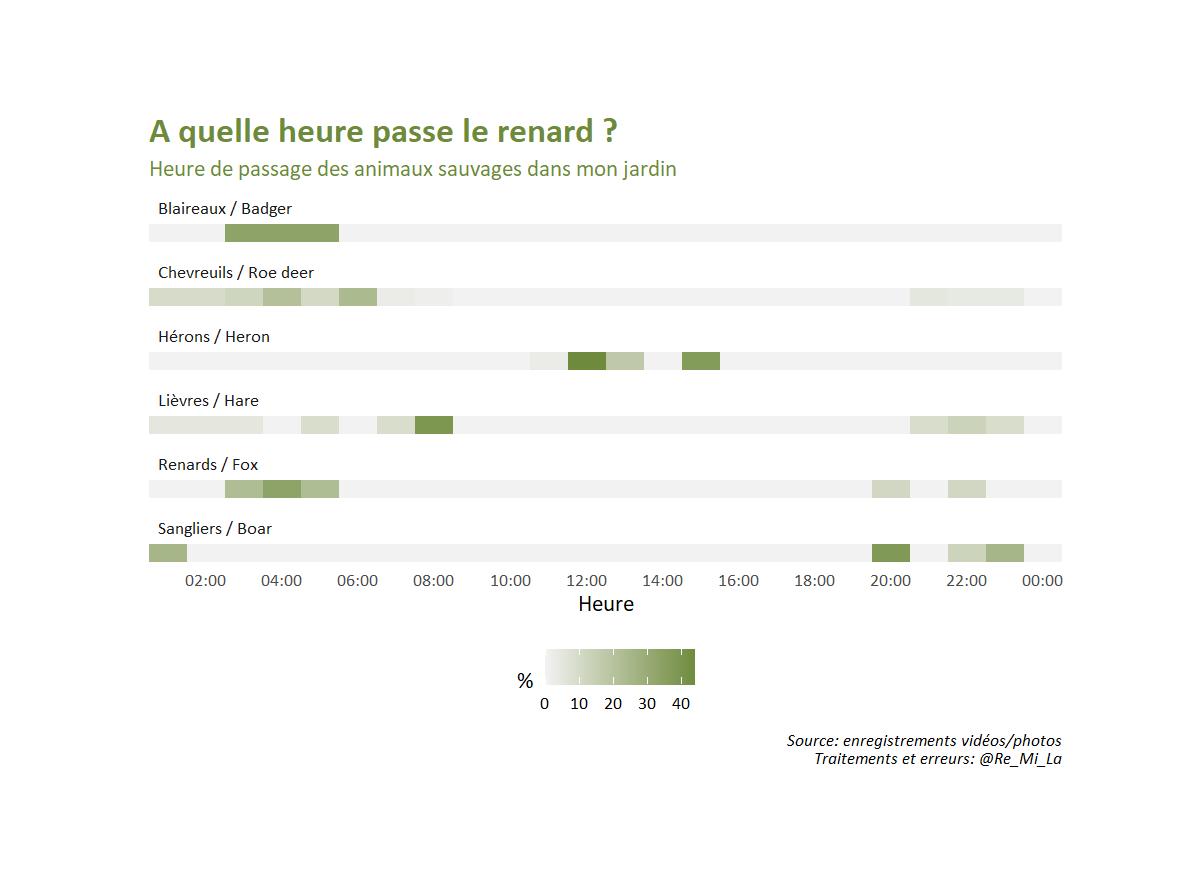 A quelle heure passe le renard ?
Heure de passage des animaux sauvages dans mon jardin
Blaireaux / Badger
Chevreuils / Roe deer
Hérons / Heron
Lièvres / Hare
Renards / Fox
Sangliers / Boar
02:00 04:00 06:00 08:00 10:00 12:00 14:00 16:00 18:00 20:00 22:00 00:00
Heure
%
0 10 20 30 40
Source: enregistrements vidéos/photos
Traitements et erreurs: @Re_Mi_La